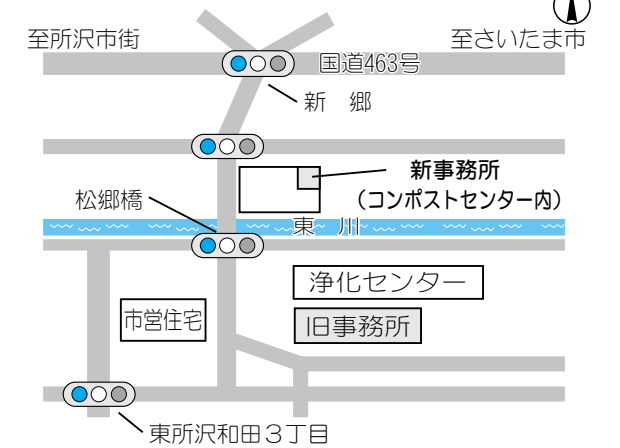 至所沢市街
至さいたま市
国道463号
新　郷
新事務所
（コンポストセンター内）
松郷橋
東　川
浄化センター
市営住宅
旧事務所
東所沢和田３丁目